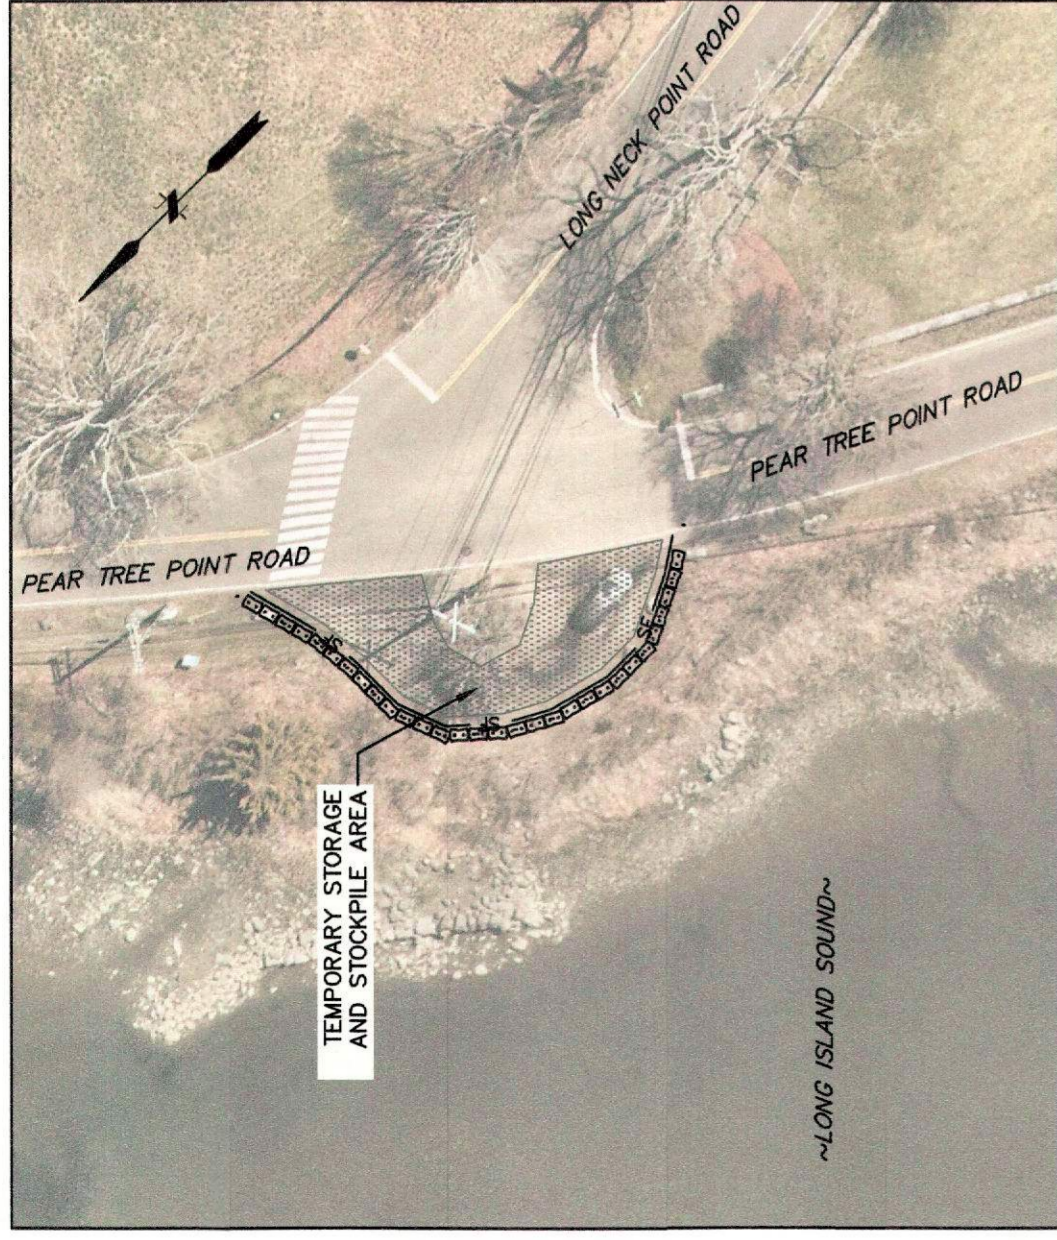 LONG NECK POINT ROAD
PEAR TREE POINT ROAD
PEAR TREE POINT ROAD
SF
SF
SF
TEMPORARY STORAGE
AND STOCKPILE AREA
~LONG ISLAND SOUND~